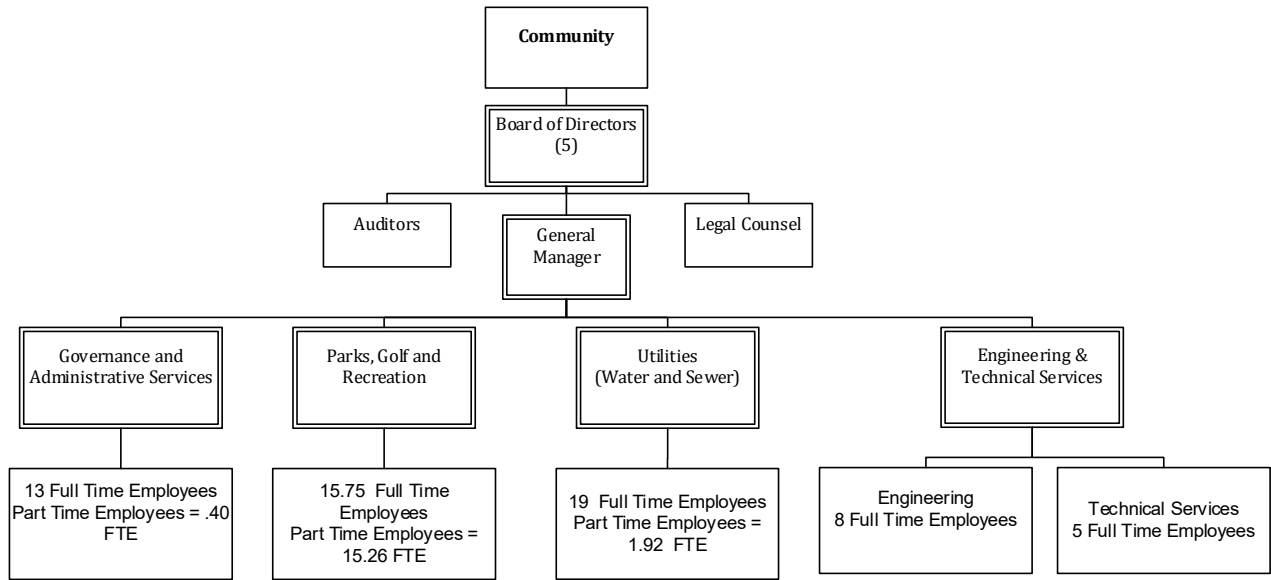 Community
Board of Directors
(5)
Auditors
General
Manager
Legal Counsel
Governance and
Administrative Services
Parks, Golf and
Recreation
Utilities
(Water and Sewer)
Engineering &
Technical Services
13 Full Time Employees
Part Time Employees = .40
FTE
15.75 Full Time
Employees
Part Time Employees =
15.26 FTE
19 Full Time Employees
Part Time Employees =
1.92 FTE
Engineering
8 Full Time Employees
Technical Services
5 Full Time Employees